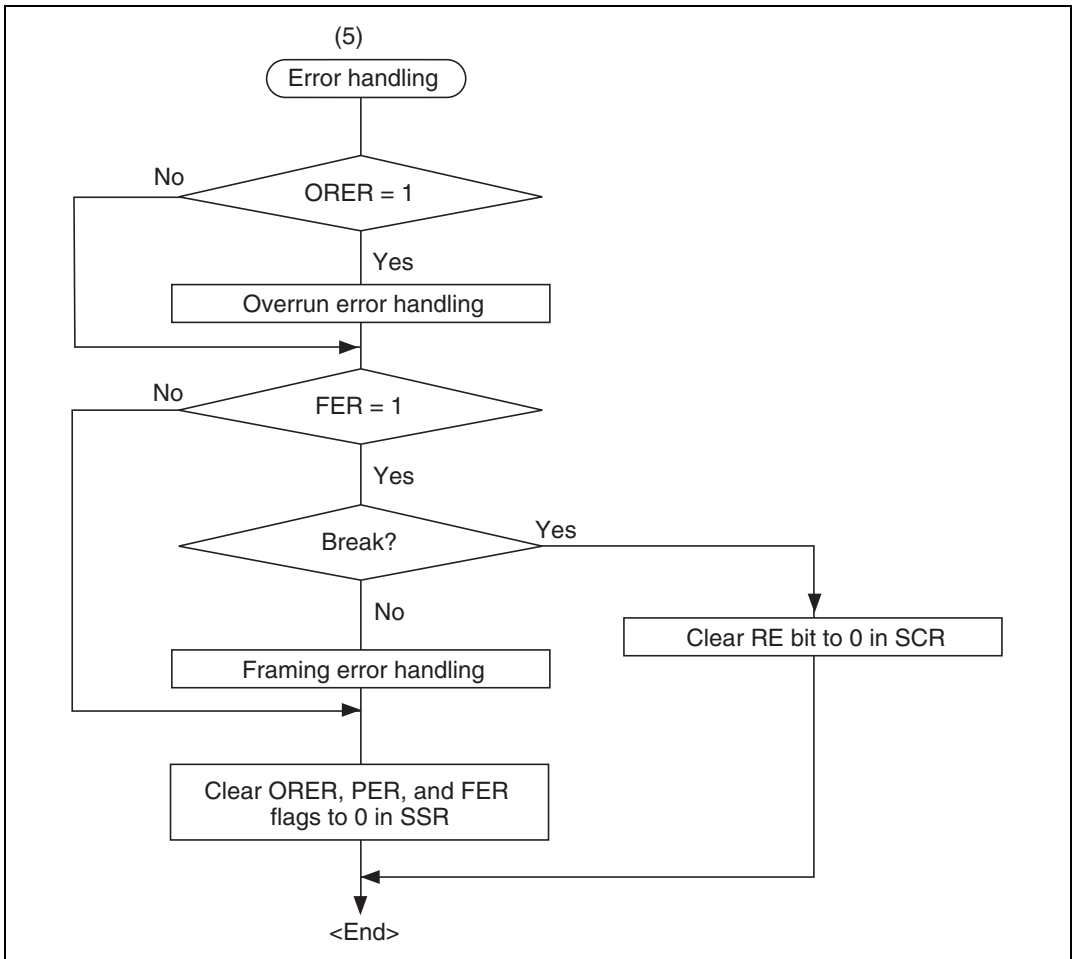 (5)
Error handling
No
ORER = 1
Yes
Overrun error handling
No
FER = 1
Yes
Break?
Yes
No
Clear RE bit to 0 in SCR
Framing error handling
Clear ORER, PER, and FER
flags to 0 in SSR
<End>